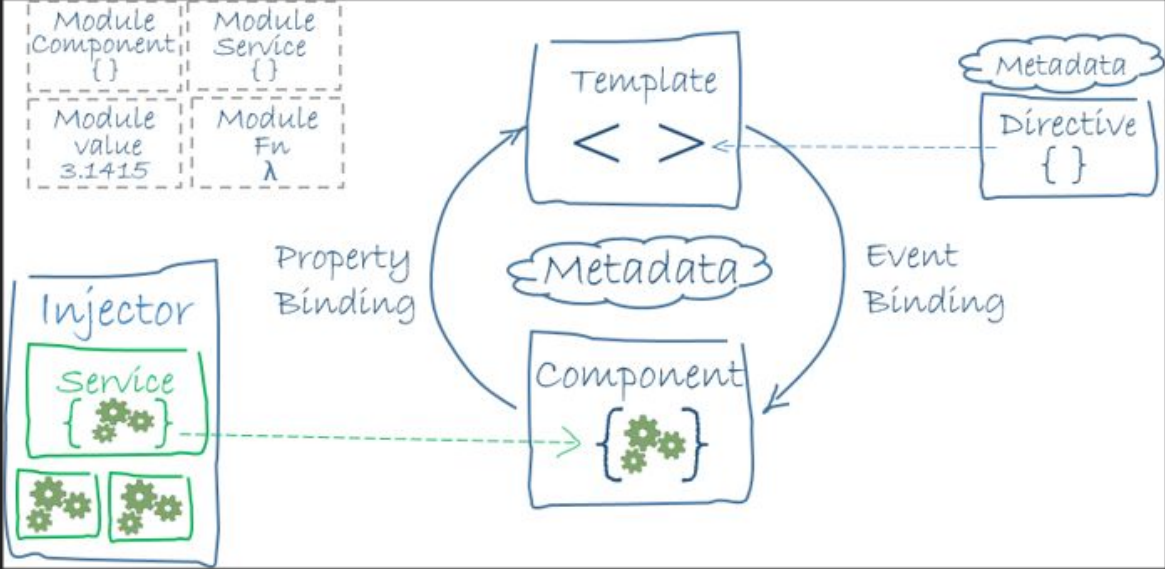 Module
Component
{ }
Module
Service
{ }
Module
value
3.1415
Module
Fn
λ
Template
< >
Metadata
Directive
{ }
Property
Binding
Metadata
Event
Binding
Injector
Service
{ }
Component
{ }